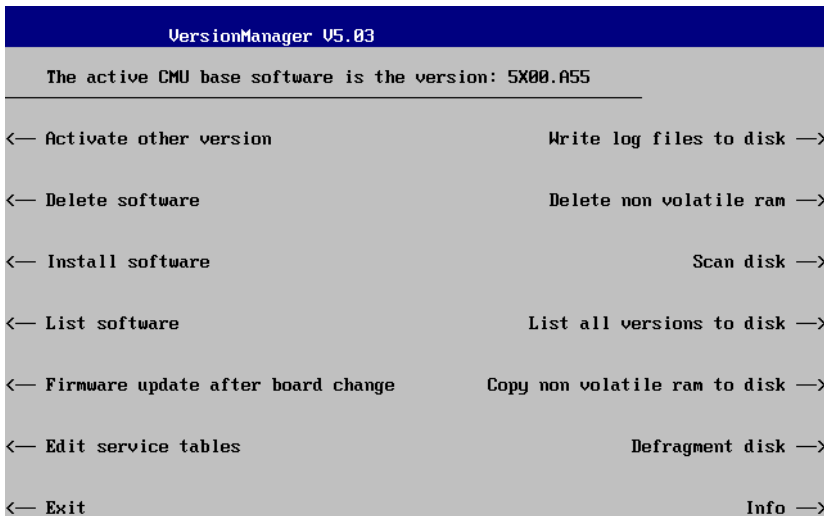 VersionManager V5.03
The active CMU base software is the version: 5X00.A55
<— Activate other version Write log files to disk —>
<— Delete software Delete non volatile ram —>
<— Install software Scan disk —>
<— List software List all versions to disk —>
<— Firmware update after board change Copy non volatile ram to disk —>
<— Edit service tables Defragment disk —>
<— Exit Info —>